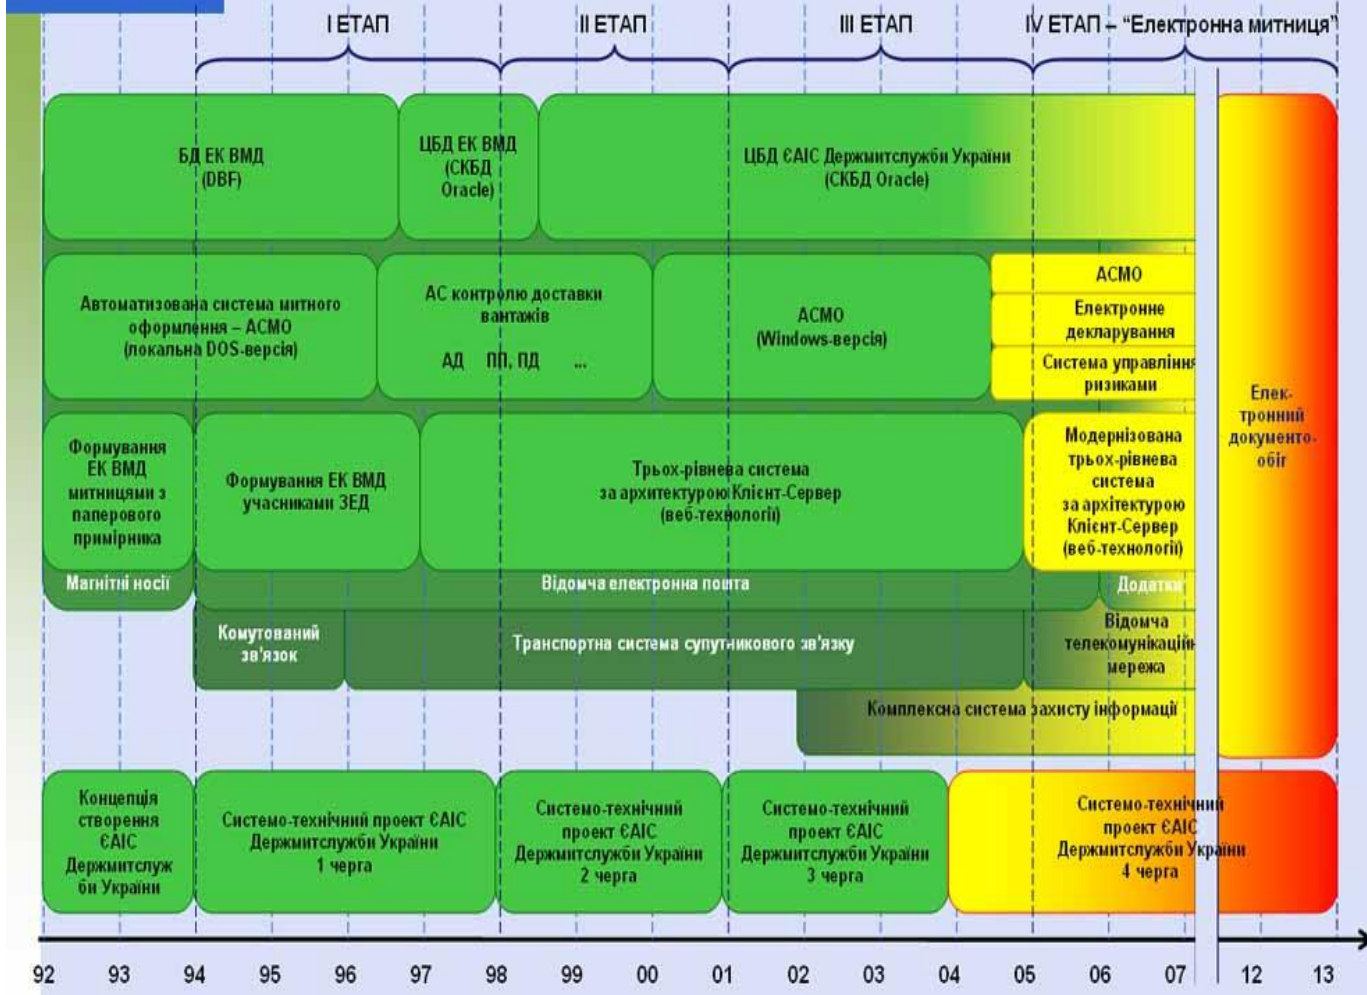 І ЕТАП
ІІ ЕТАП
ІІІ ЕТАП
IV ЕТАП – “Електронна митниця”
БД ЕК ВМД
(DBF)
ЦБД ЕК ВМД
(СКБД
Oracle)
ЦБД ЄАІС Держмитслужби України
(СКБД Oracle)
Автоматизована система митного
оформлення – АСМО
(локальна DOS-версія)
АС контролю доставки
вантажів
АД ПП, ПД ...
АСМО
(Windows-версія)
АСМО
Електронне
декларування
Система управління
ризиками
Елек-
тронний
документо-
обіг
Формування
ЕК ВМД
митницями з
паперового
примірника
Формування ЕК ВМД
учасниками ЗЕД
Трьох-рівнева система
за архитектурою Клієнт-Сервер
(веб-технології)
Модернізована
трьох-рівнева
система
за архітектурою
Клієнт-Сервер
(веб-технології)
Магнітні носії
Відомча електронна пошта
Додатки
Комутований
зв'язок
Транспортна система супутникового зв'язку
Відомча
телекомунікаційн
мережа
Комплексна система захисту інформації
Концепція
створення
ЄАІС
Держмитслуж
би України
Системо-технічний проект ЄАІС
Держмитслужби України
1 черга
Системо-технічний
проект ЄАІС
Держмитслужби України
2 черга
Системо-технічний
проект ЄАІС
Держмитслужби України
3 черга
Системо-технічний
проект ЄАІС
Держмитслужби України
4 черга
92 93 94 95 96 97 98 99 00 01 02 03 04 05 06 07 12 13